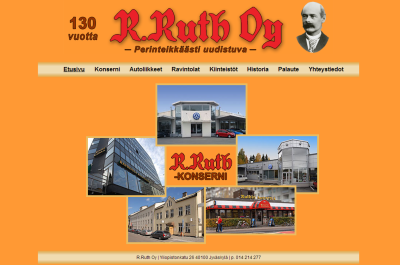 130
vuotta
R.Ruth Oy
– Perinteikkäästi uudistuva –
Etusivu Konserni Autoliikkeet Ravintolat Kiinteistöt Historia Palaute Yhteystiedot
R.Ruth
-KONSERNI
R.Ruth Oy | Yliopistonkatu 26 40100 Jyväskylä | p. 014 214 277